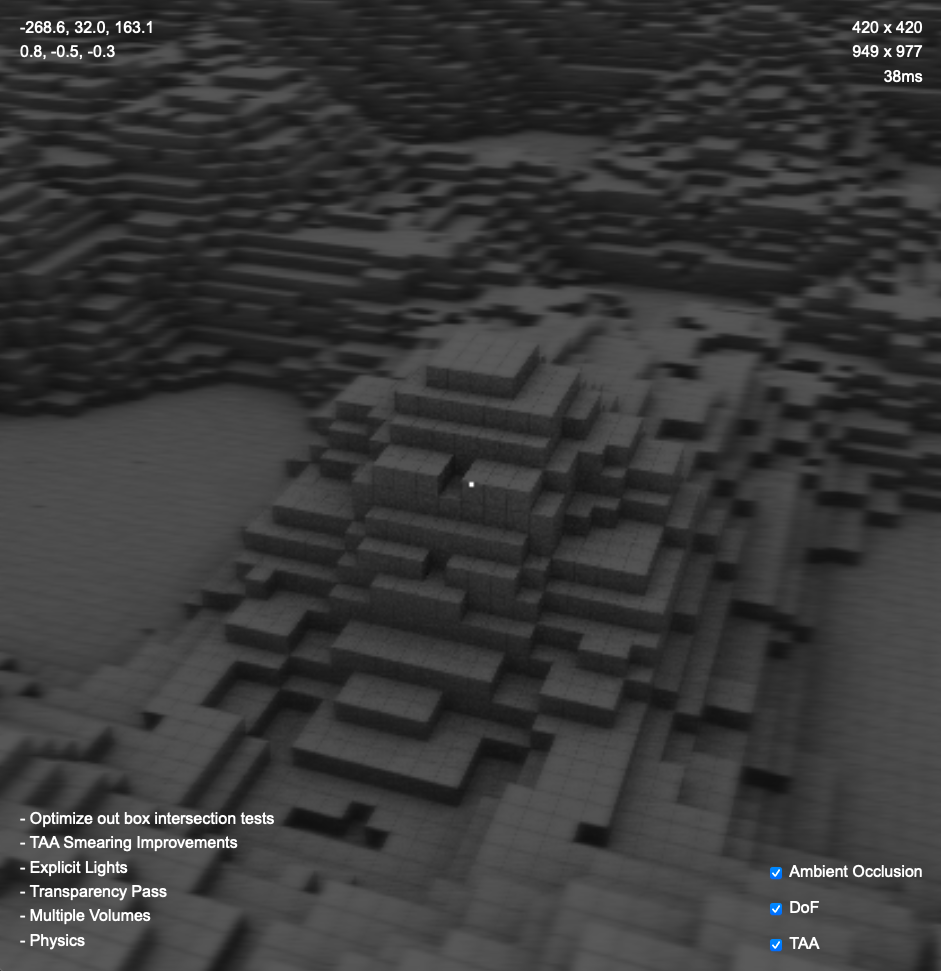 -268.6, 32.0, 163.1
0.8, -0.5, -0.3
420 x 420
949 x 977
38ms
- Optimize out box intersection tests
- TAA Smearing Improvements
- Explicit Lights
- Transparency Pass
- Multiple Volumes
- Physics
Ambient Occlusion
DoF
TAA